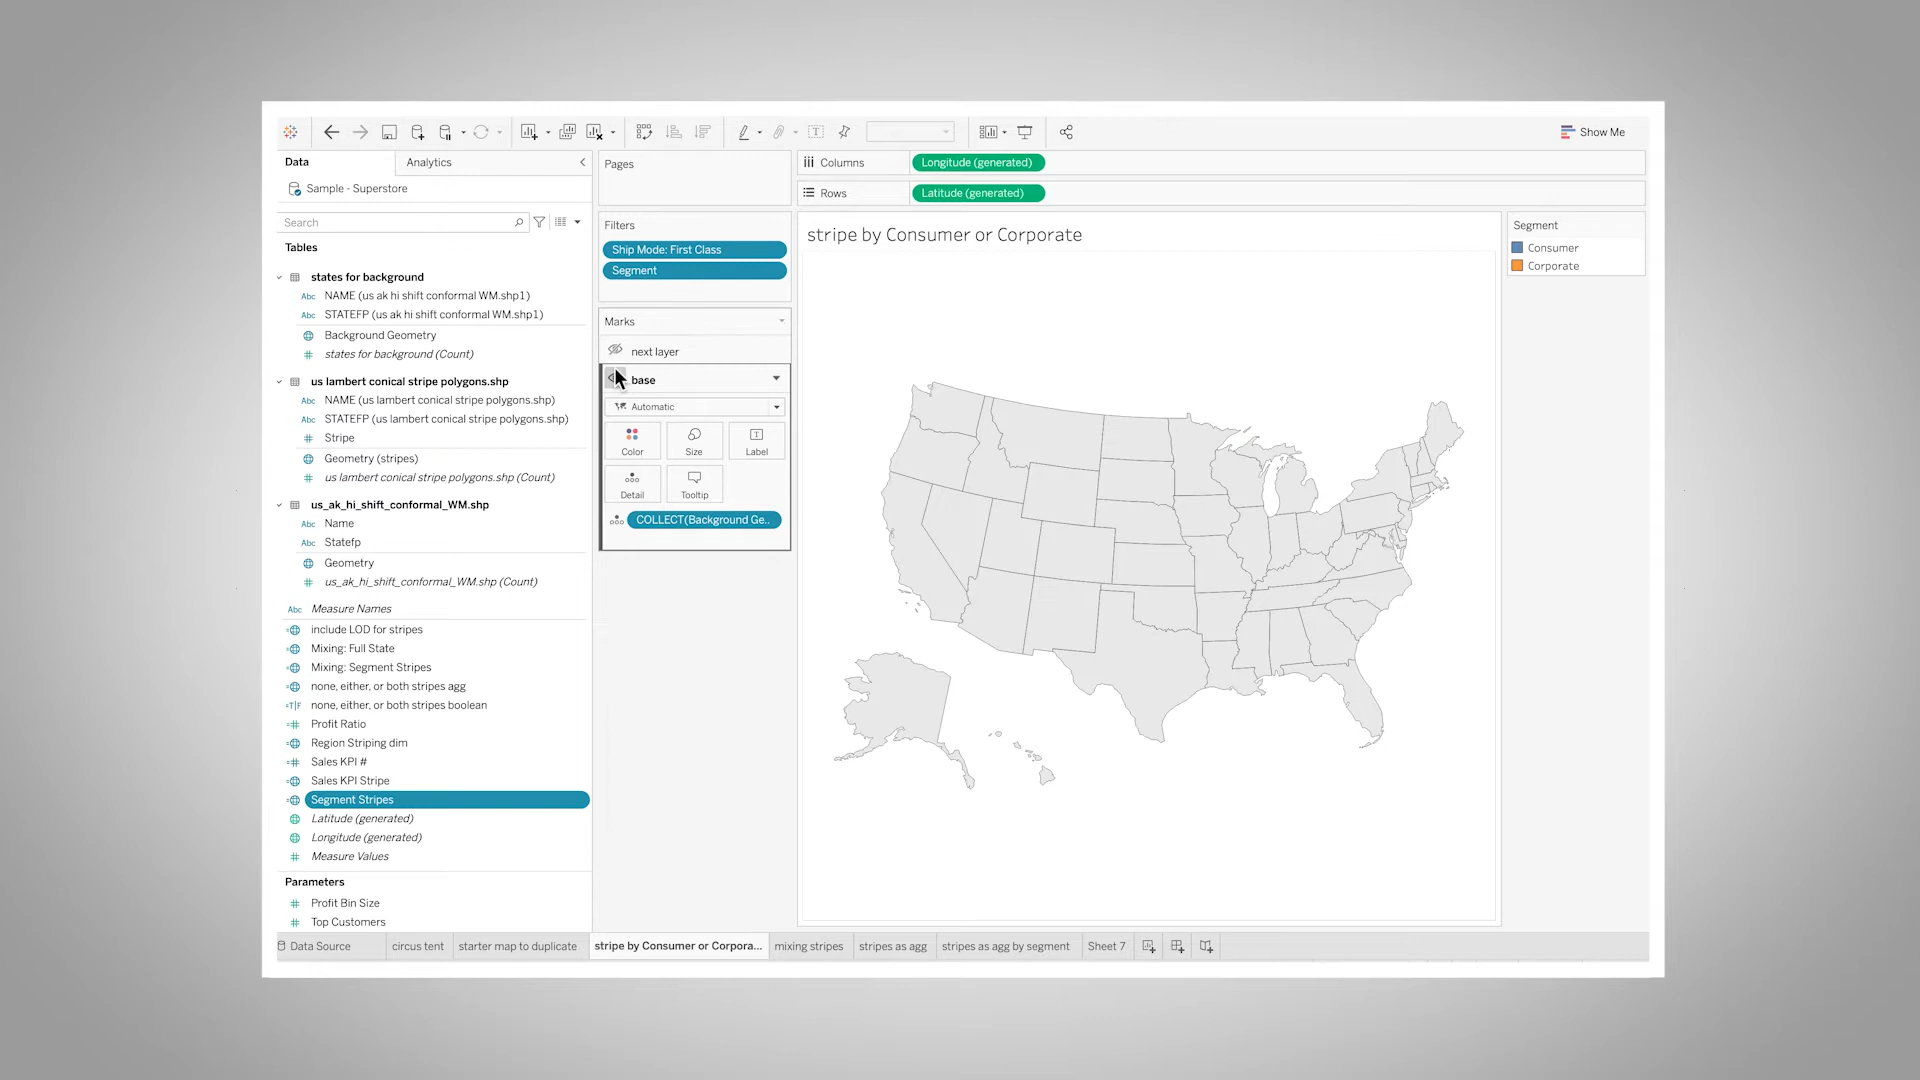 Show Me
Data
Analytics
Sample - Superstore
Search
Tables
states for background
Abc NAME (us ak hi shift conformal WM.shp1)
Abc STATEFP (us ak hi shift conformal WM.shp1)
Background Geometry
states for background (Count)
us lambert conical stripe polygons.shp
Abc NAME (us lambert conical stripe polygons.shp)
Abc STATEFP (us lambert conical stripe polygons.shp)
Stripe
Geometry (stripes)
us lambert conical stripe polygons.shp (Count)
us_ak_hi_shift_conformal_WM.shp
Abc Name
Abc Statefp
Geometry
us_ak_hi_shift_conformal_WM.shp (Count)
Abc Measure Names
include LOD for stripes
Mixing: Full State
Mixing: Segment Stripes
none, either, or both stripes agg
=T|F none, either, or both stripes boolean
Profit Ratio
Region Striping dim
Sales KPI #
Sales KPI Stripe
Segment Stripes
Latitude (generated)
Longitude (generated)
Measure Values
Parameters
Profit Bin Size
Top Customers
Pages
Filters
Ship Mode: First Class
Segment
Marks
next layer
base
Automatic
Color
Size
Label
Detail
Tooltip
COLLECT(Background Ge..
Columns
Longitude (generated)
Rows
Latitude (generated)
stripe by Consumer or Corporate
Segment
Consumer
Corporate
Data Source
circus tent
starter map to duplicate
stripe by Consumer or Corpora...
mixing stripes
stripes as agg
stripes as agg by segment
Sheet 7